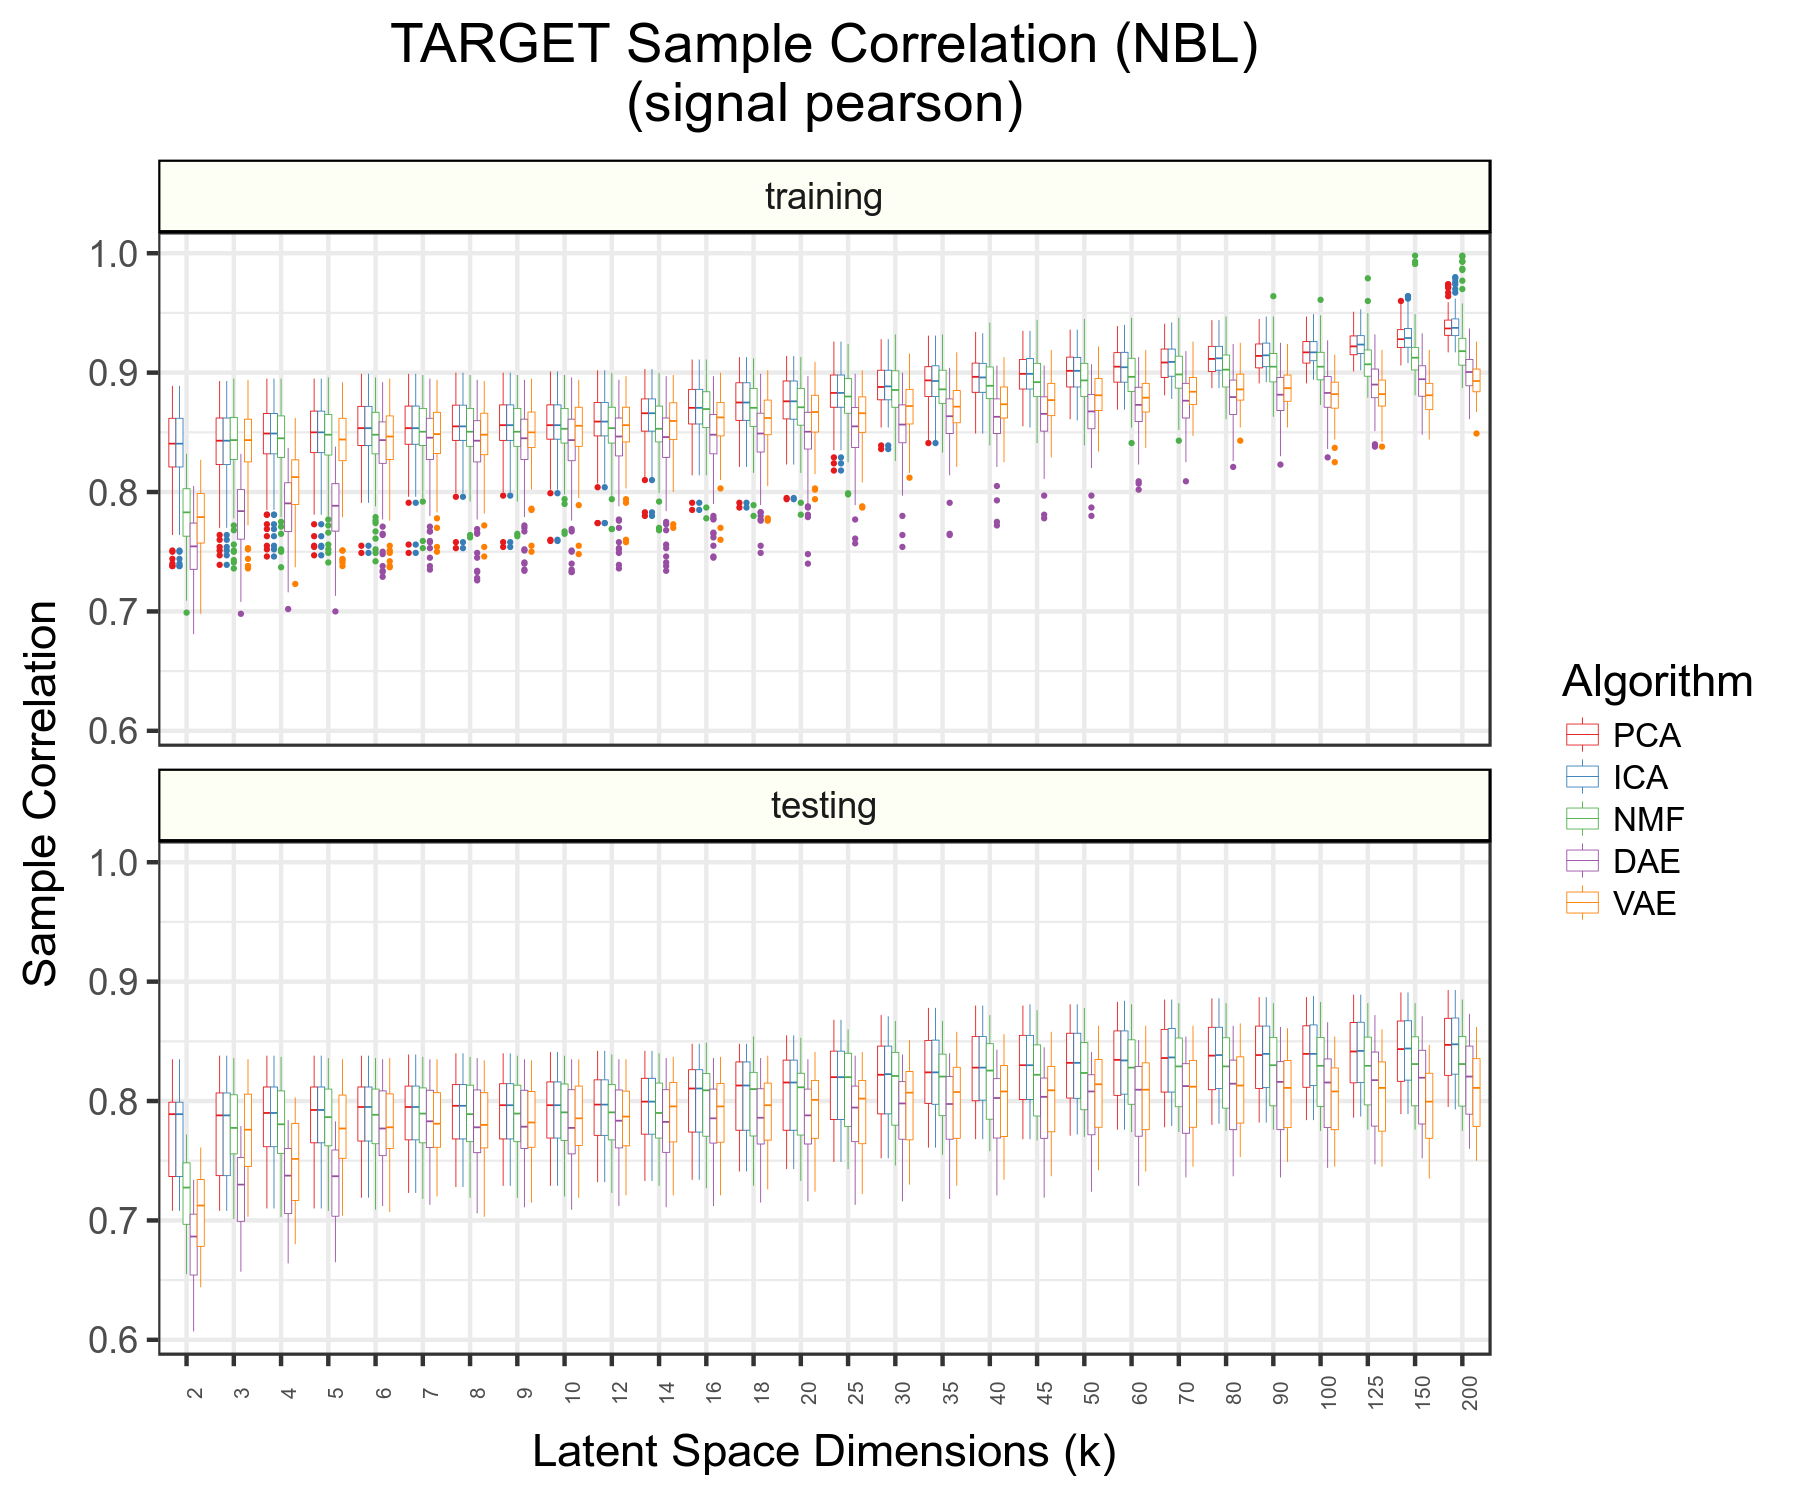 TARGET Sample Correlation (NBL)
(signal pearson)
training
1.0
0.9
0.8
0.7
0.6
testing
1.0
0.9
0.8
0.7
0.6
Sample Correlation
2 3 4 5 6 7 8 9 10 12 14 16 18 20 25 30 35 40 45 50 60 70 80 90 100 125 150 200
Latent Space Dimensions (k)
Algorithm
PCA
ICA
NMF
DAE
VAE